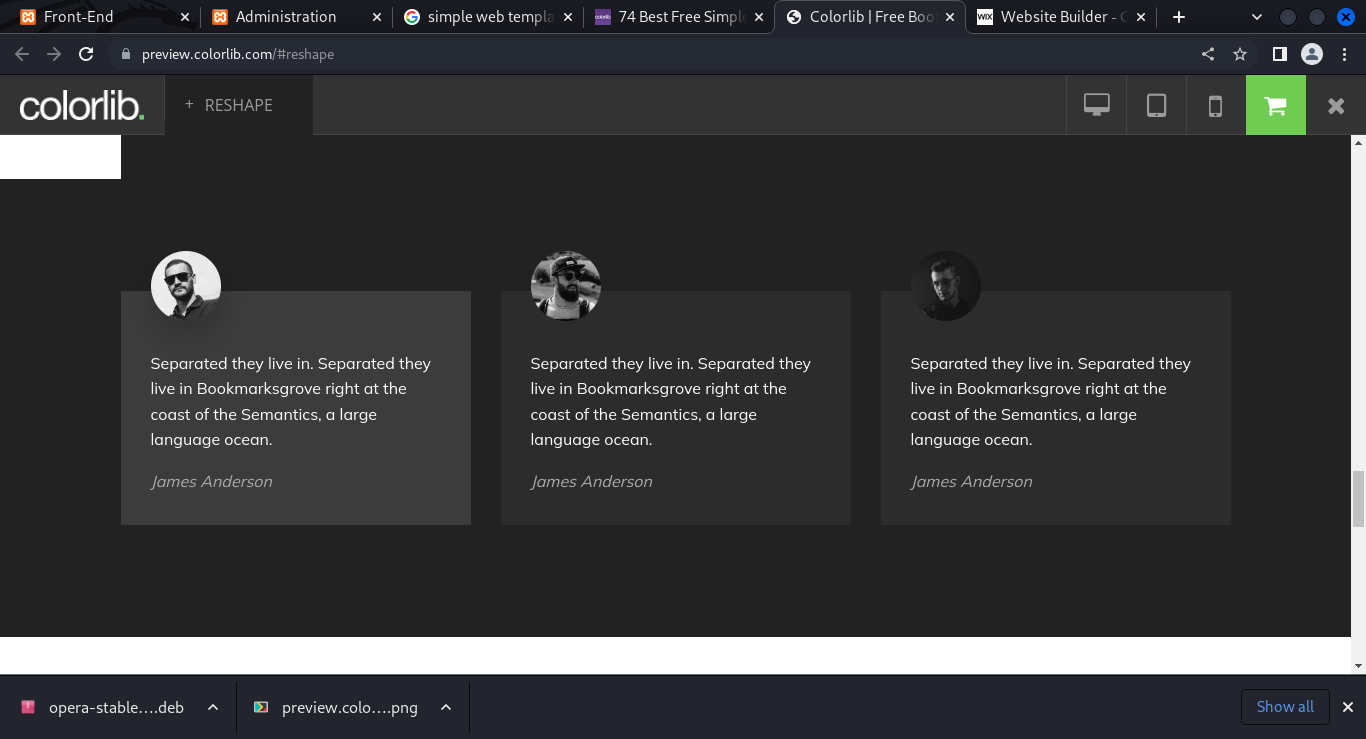 Front-End
Administration
simple web templa
74 Best Free Simple
Colorlib | Free Boo
WIX
Website Builder - C
preview.colorlib.com/#reshape
colorlib.
+ RESHAPE
Separated they live in. Separated they
live in Bookmarksgrove right at the
coast of the Semantics, a large
language ocean.
James Anderson
Separated they live in. Separated they
live in Bookmarksgrove right at the
coast of the Semantics, a large
language ocean.
James Anderson
Separated they live in. Separated they
live in Bookmarksgrove right at the
coast of the Semantics, a large
language ocean.
James Anderson
opera-stable….deb
preview.colo….png
Show all